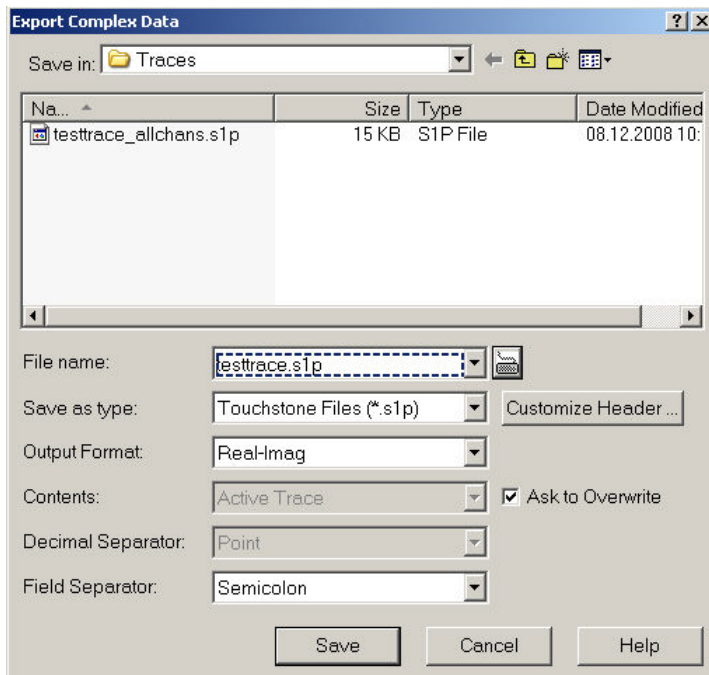 Export Complex Data
Save in: Traces
Na... Size Type Date Modified
testtrace_allchans.s1p 15 KB S1P File 08.12.2008 10:
File name: testtrace.s1p
Save as type: Touchstone Files (*.s1p) Customize Header ...
Output Format: Real-Imag
Contents: Active Trace Ask to Overwrite
Decimal Separator: Point
Field Separator: Semicolon
Save Cancel Help